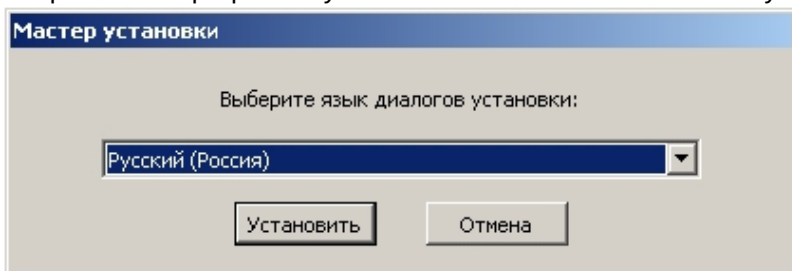 Мастер установки
Выберите язык диалогов установки:
Русский (Россия)
Установить Отмена